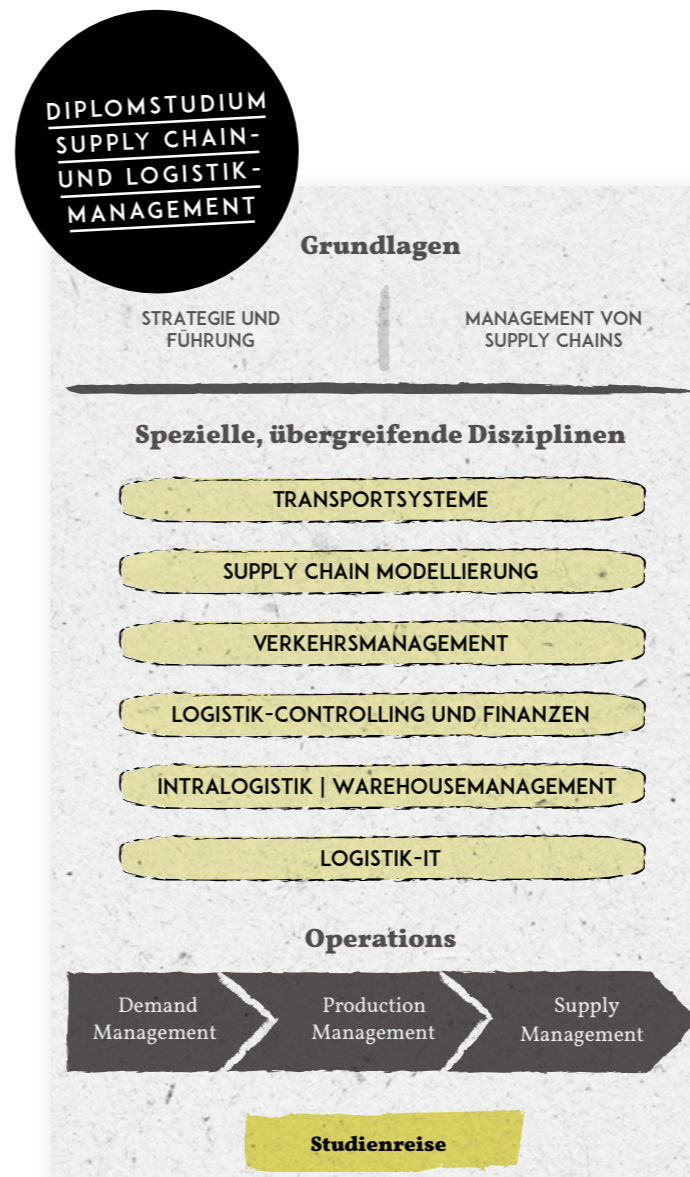 DIPLOMSTUDIUM
SUPPLY CHAIN-
UND LOGISTIK-
MANAGEMENT
Grundlagen
STRATEGIE UND
FÜHRUNG
MANAGEMENT VON
SUPPLY CHAINS
Spezielle, übergreifende Disziplinen
TRANSPORTSYSTEME
SUPPLY CHAIN MODELLIERUNG
VERKEHRSMANAGEMENT
LOGISTIK-CONTROLLING UND FINANZEN
INTRALOGISTIK | WAREHOUSEMANAGEMENT
LOGISTIK-IT
Operations
Demand
Management
Production
Management
Supply
Management
Studienreise